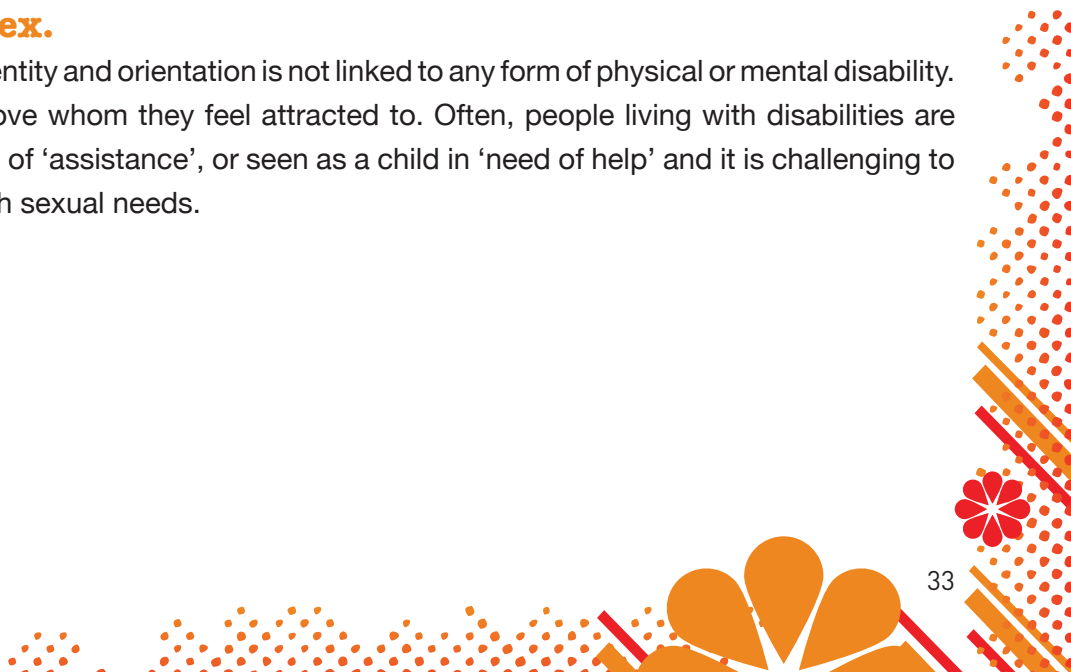 ex.
entity and orientation is not linked to any form of physical or mental disability.
ove whom they feel attracted to. Often, people living with disabilities are
of ‘assistance’, or seen as a child in ‘need of help’ and it is challenging to
h sexual needs.
33